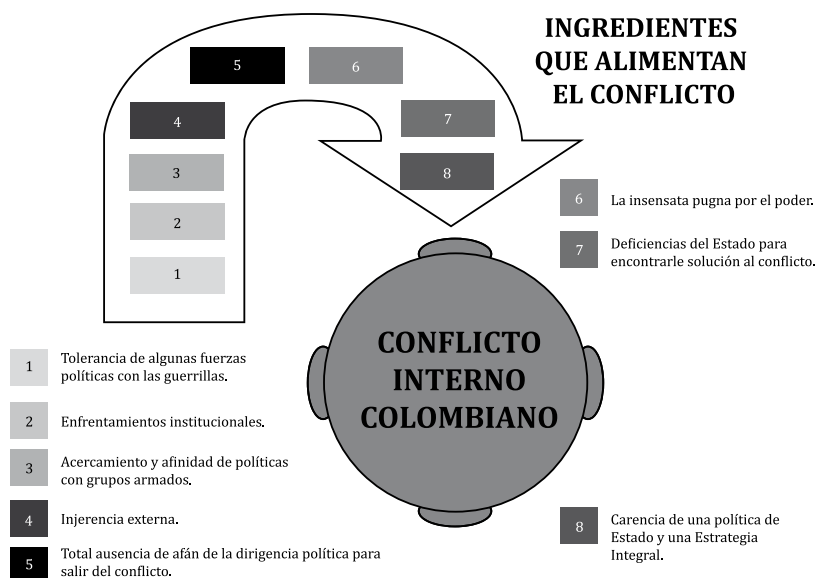 INGREDIENTES
QUE ALIMENTAN
EL CONFLICTO
5
6
4
7
3
8
2
1
6 La insensata pugna por el poder.
7 Deficiencias del Estado para
encontrarle solución al conflicto.
CONFLICTO
INTERNO
COLOMBIANO
1 Tolerancia de algunas fuerzas
políticas con las guerrillas.
2 Enfrentamientos institucionales.
3 Acercamiento y afinidad de políticas
con grupos armados.
4 Injerencia externa.
5 Total ausencia de afán de la dirigencia política para
salir del conflicto.
8 Carencia de una política de
Estado y una Estrategia
Integral.